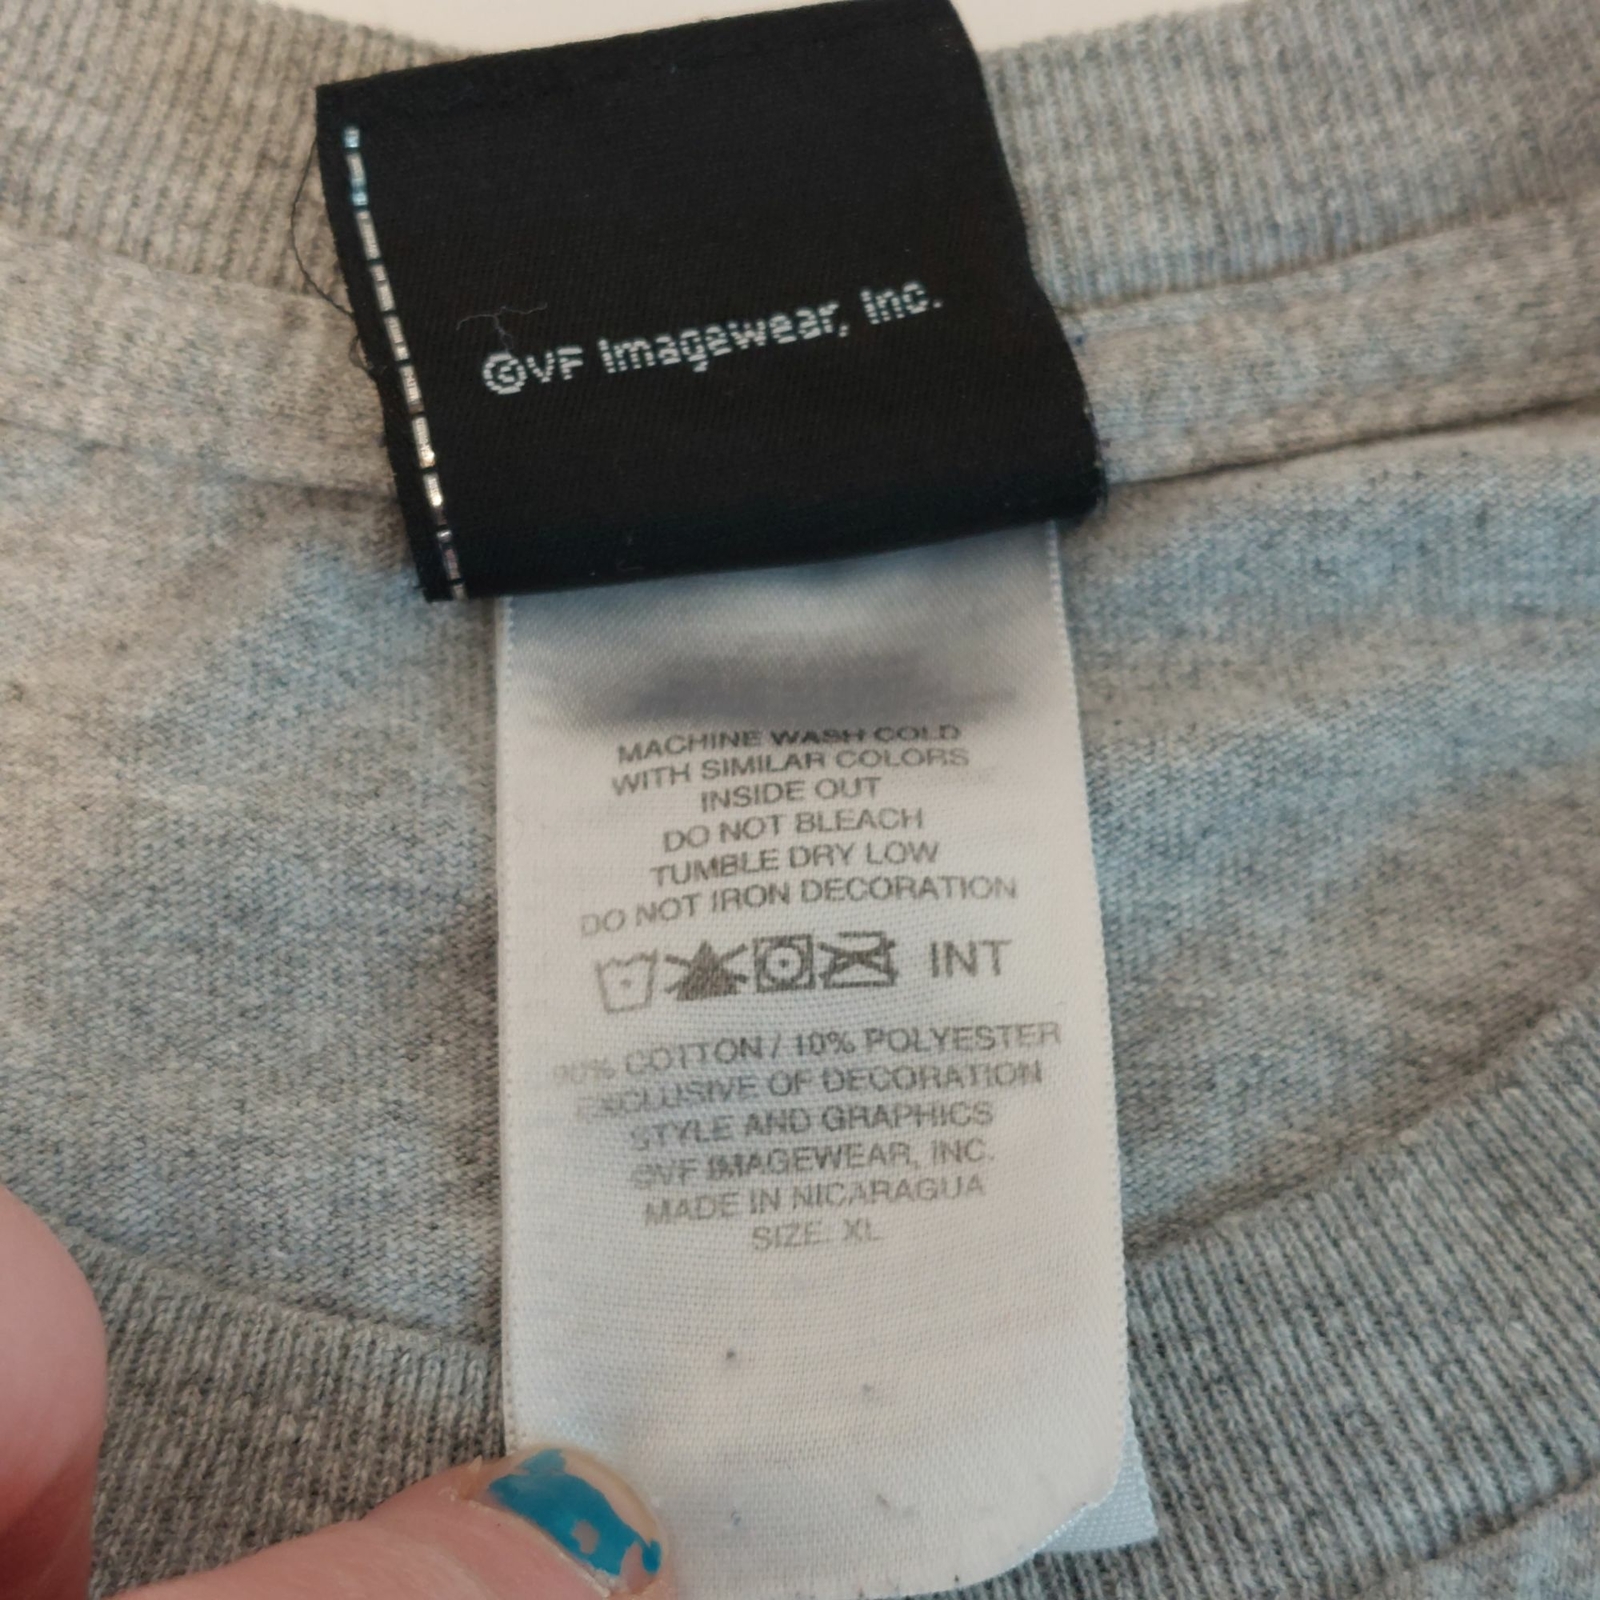 ©VF Imagewear, Inc.
MACHINE WASH COLD
WITH SIMILAR COLORS
INSIDE OUT
DO NOT BLEACH
TUMBLE DRY LOW
DO NOT IRON DECORATION
INT
90% COTTON / 10% POLYESTER
EXCLUSIVE OF DECORATION
STYLE AND GRAPHICS
©VF IMAGEWEAR, INC.
MADE IN NICARAGUA
SIZE: XL